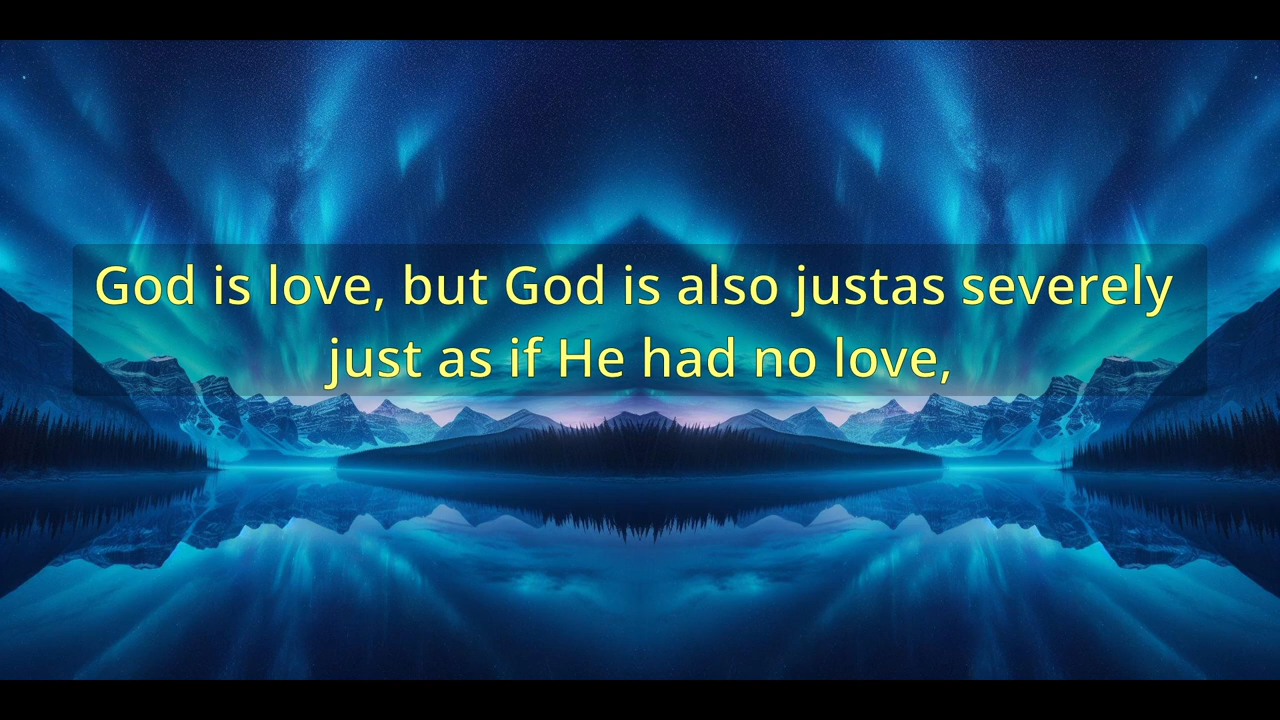 God is love, but God is also justas severely
just as if He had no love,